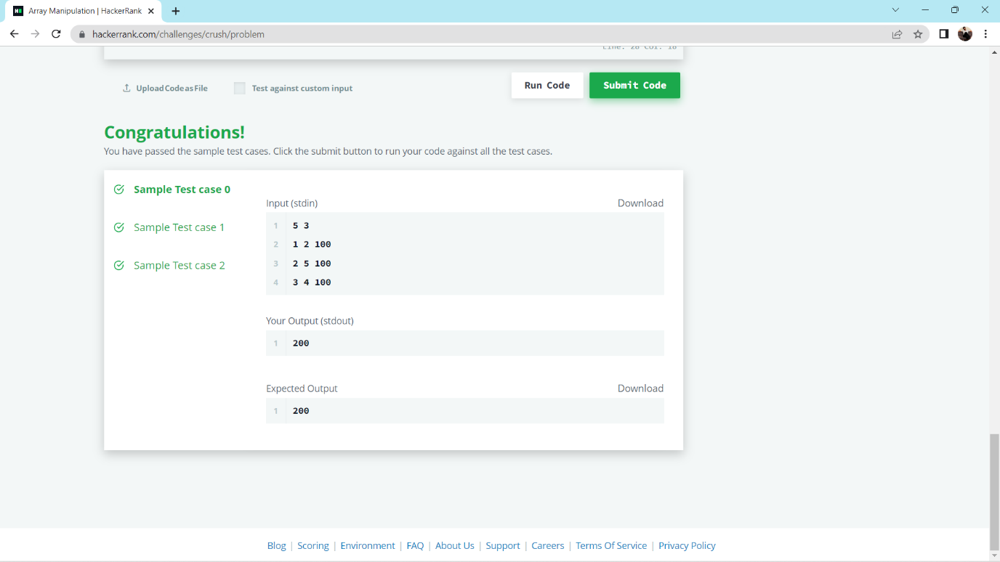 Array Manipulation | HackerRank
hackerrank.com/challenges/crush/problem
Line: 28 Col: 18
Upload Code as File
Test against custom input
Run Code
Submit Code
Congratulations!
You have passed the sample test cases. Click the submit button to run your code against all the test cases.
Sample Test case 0
Sample Test case 1
Sample Test case 2
Input (stdin)
Download
1 5 3
2 1 2 100
3 2 5 100
4 3 4 100
Your Output (stdout)
1 200
Expected Output
Download
1 200
Blog | Scoring | Environment | FAQ | About Us | Support | Careers | Terms Of Service | Privacy Policy